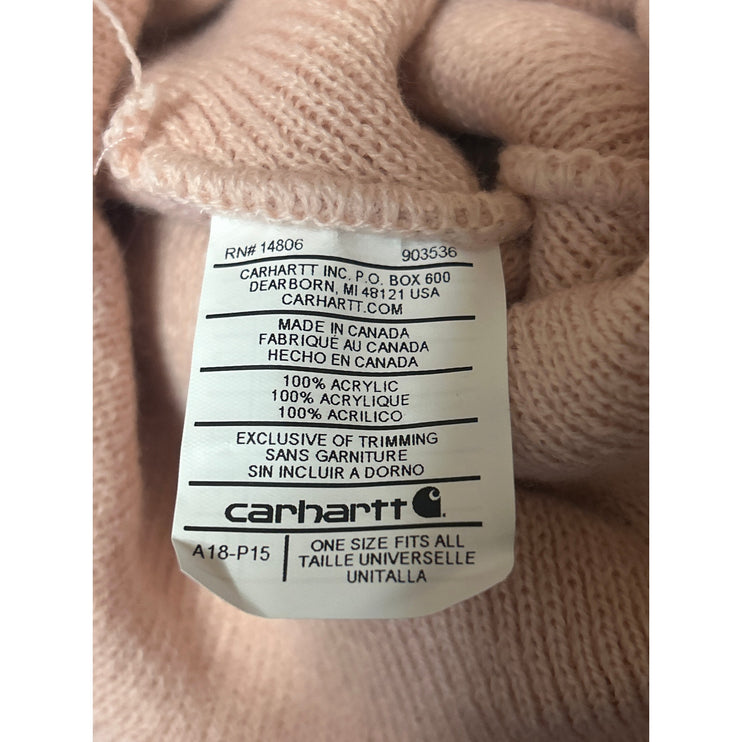 RN# 14806 903536
CARHARTT INC. P.O. BOX 600
DEARBORN, MI 48121 USA
CARHARTT.COM
MADE IN CANADA
FABRIQUÉ AU CANADA
HECHO EN CANADA
100% ACRYLIC
100% ACRYLIQUE
100% ACRILICO
EXCLUSIVE OF TRIMMING
SANS GARNITURE
SIN INCLUIR A DORNO
carhartt
A18-P15
ONE SIZE FITS ALL
TAILLE UNIVERSELLE
UNITALLA